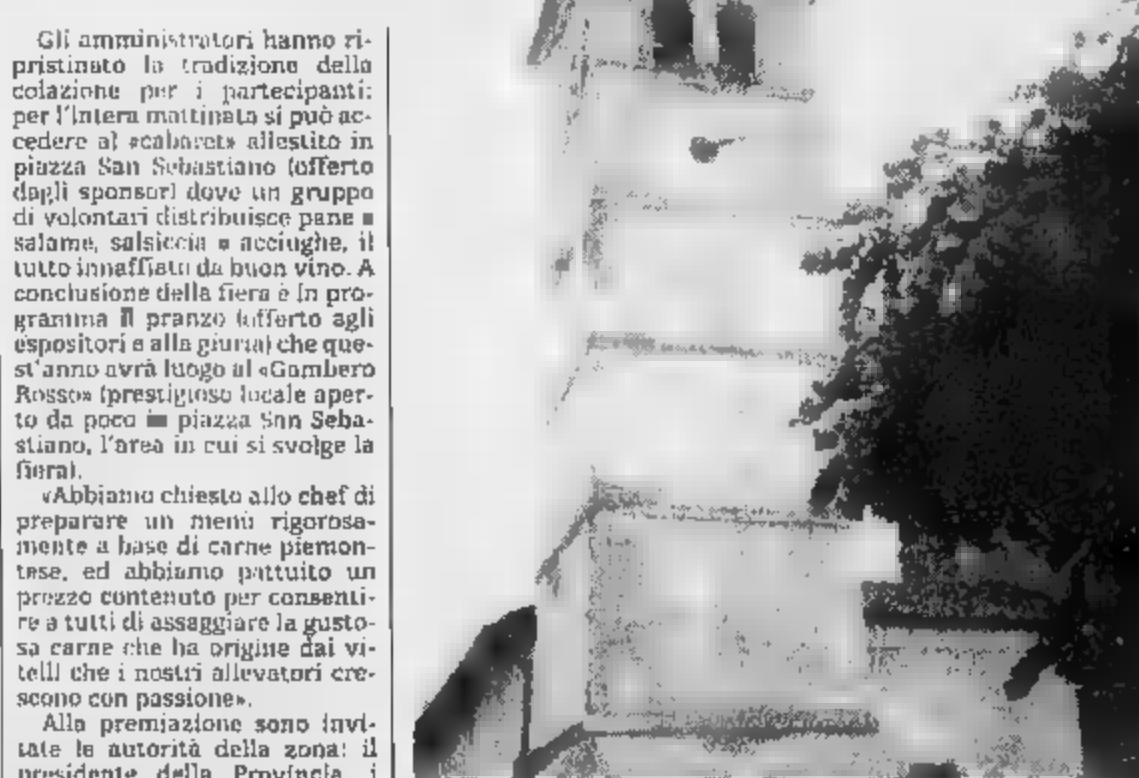 Gli amministratori hanno ri-
pristinato la tradizione della
colazione per i partecipanti:
per l'intera mattinata si può ac-
cedere al «cabaret» allestito in
piazza San Sebastiano (offerto
dagli sponsor) dove un gruppo
di volontari distribuisce pane e
salame, salsiccia e acciughe, il
tutto innaffiato da buon vino. A
conclusione della fiera è in pro-
gramma il pranzo (offerto agli
espositori e alla giuria) che que-
st'anno avrà luogo al «Gambero
Rosso» (prestigioso locale aper-
to da poco in piazza San Seba-
stiano, l'area in cui si svolge la
fiera).
«Abbiamo chiesto allo chef di
preparare un menù rigorosa-
mente a base di carne piemon-
tese, ed abbiamo pattuito un
prezzo contenuto per consenti-
re a tutti di assaggiare la gusto-
sa carne che ha origine dai vi-
telli che i nostri allevatori cre-
scono con passione».
Alla premiazione sono invi-
tate le autorità della zona: il
presidente della Provincia, i